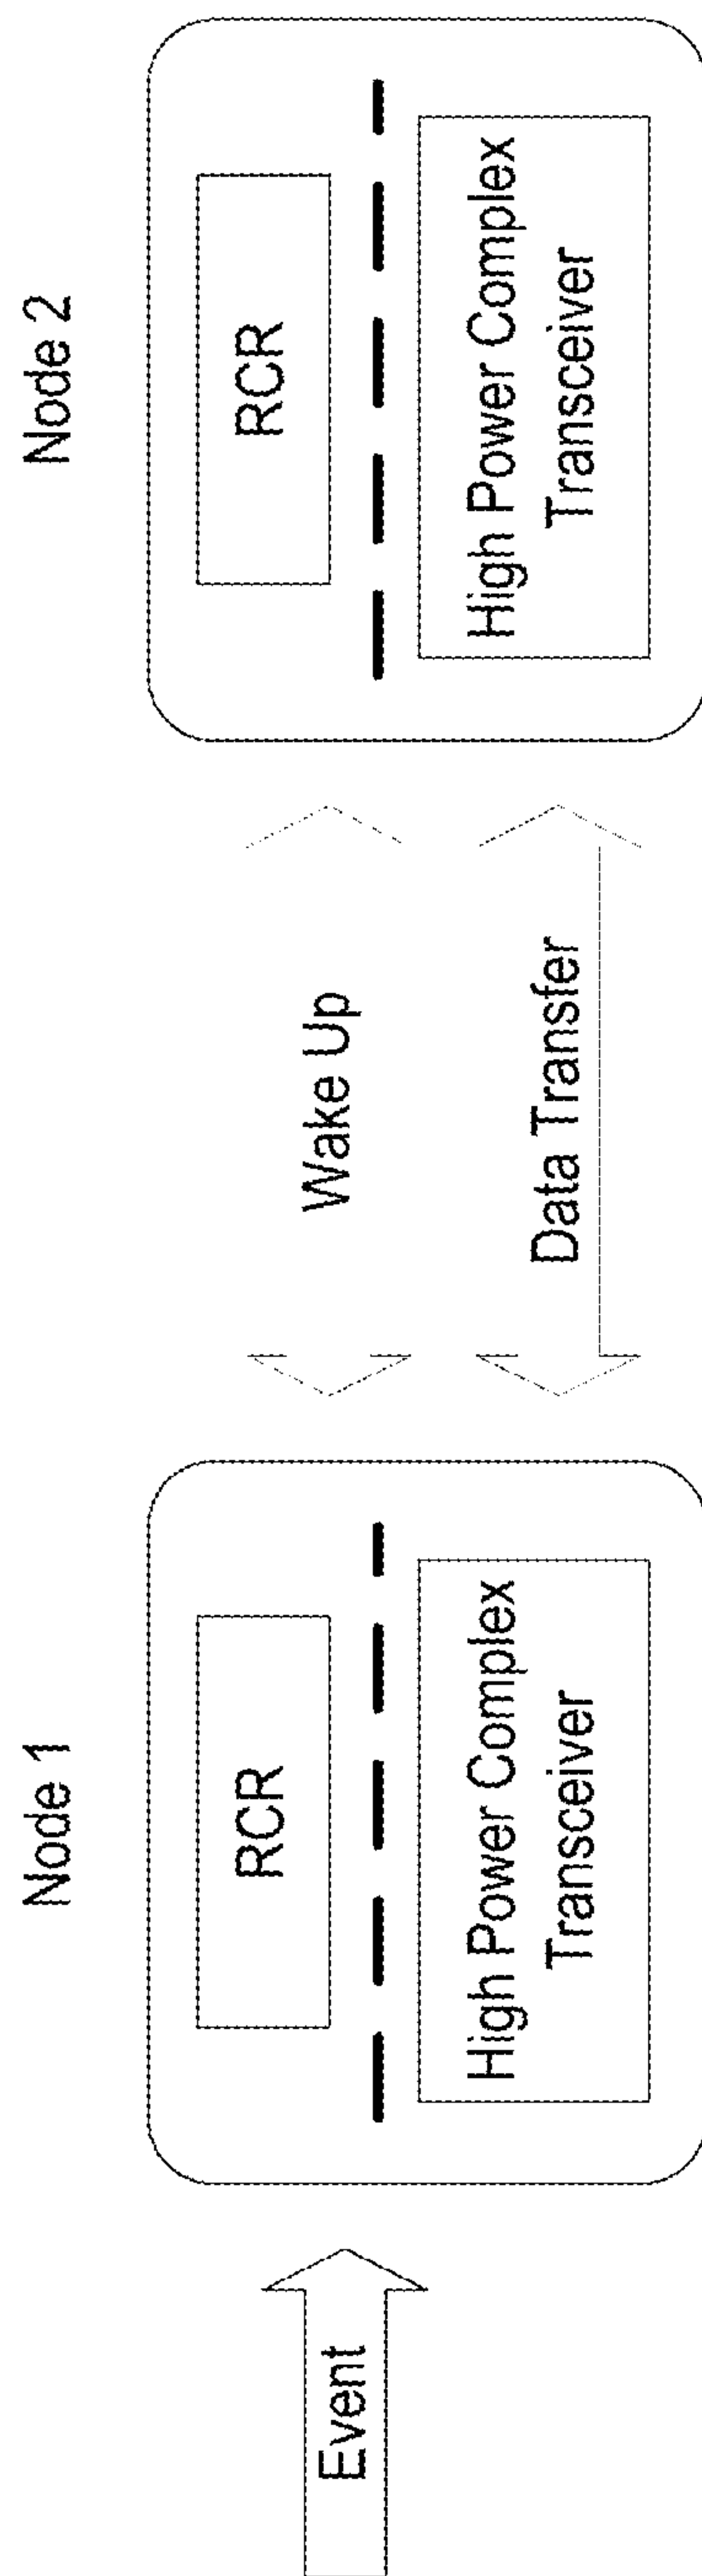 Node 1
Node 2
Event
RCR
High Power Complex
Transceiver
Wake Up
Data Transfer
RCR
High Power Complex
Transceiver